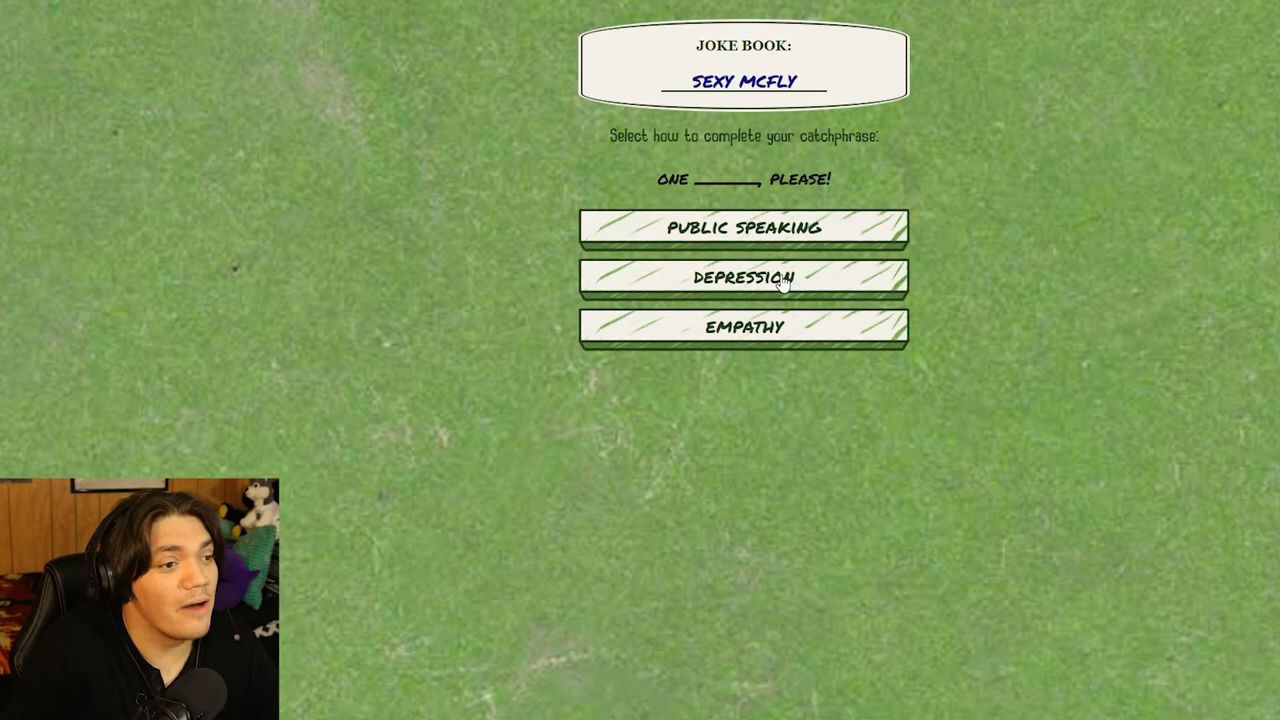 JOKE BOOK:
SEXY MCFLY
Select how to complete your catchphrase:
ONE ______, PLEASE!
PUBLIC SPEAKING
DEPRESSION
EMPATHY